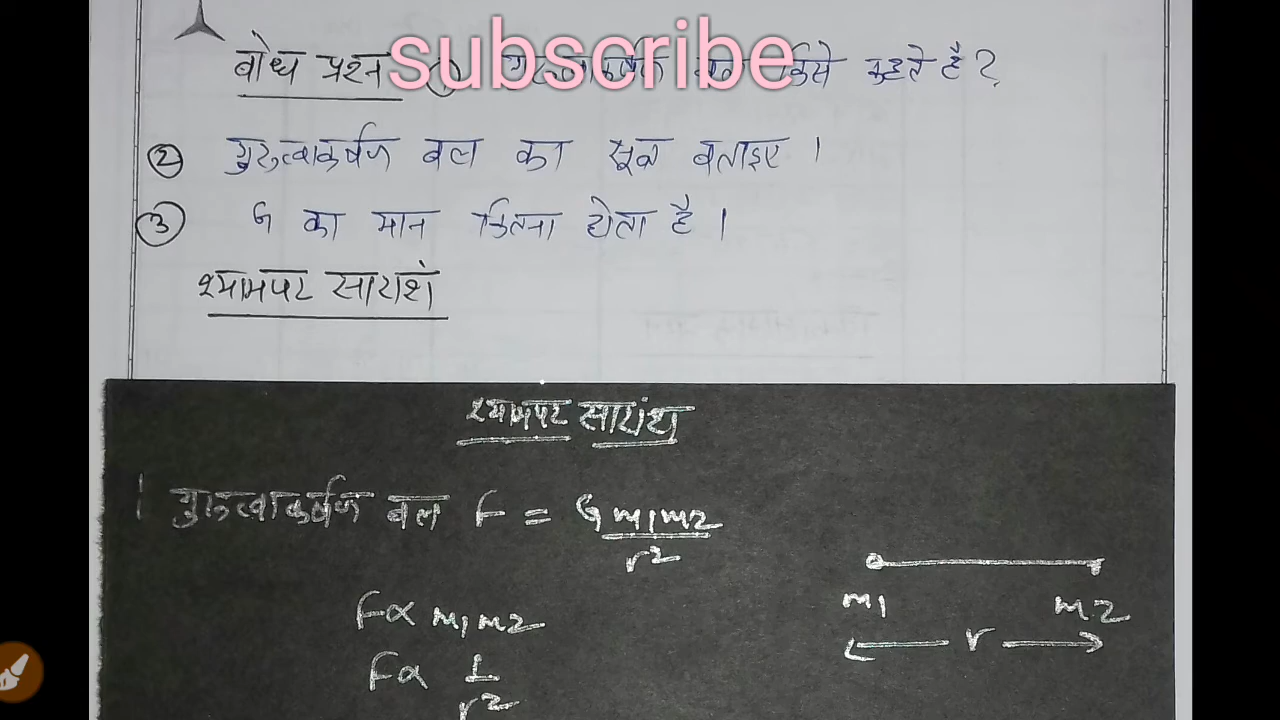 subscribe
बोध प्रश्न ① किसे कहते है?
② गुरुत्वाकर्षण बल का सूत्र बताइए।
③ G का मान कितना होता है।
श्यामपट सारांश
श्यामपट सारांश
। गुरुत्वाकर्षण बल F = G m1m2
r²
F∝ m1m2
F∝ 1
r²
m1 m2
r